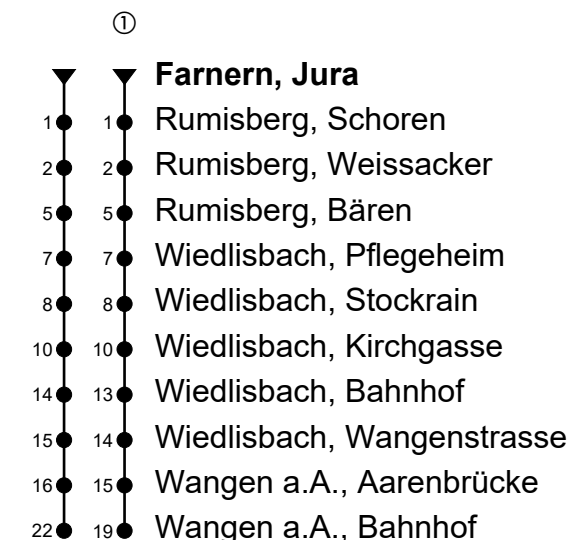 ①
Farnern, Jura
1 1 Rumisberg, Schoren
2 2 Rumisberg, Weissacker
5 5 Rumisberg, Bären
7 7 Wiedlisbach, Pflegeheim
8 8 Wiedlisbach, Stockrain
10 10 Wiedlisbach, Kirchgasse
14 13 Wiedlisbach, Bahnhof
15 14 Wiedlisbach, Wangenstrasse
16 15 Wangen a.A., Aarenbrücke
22 19 Wangen a.A., Bahnhof